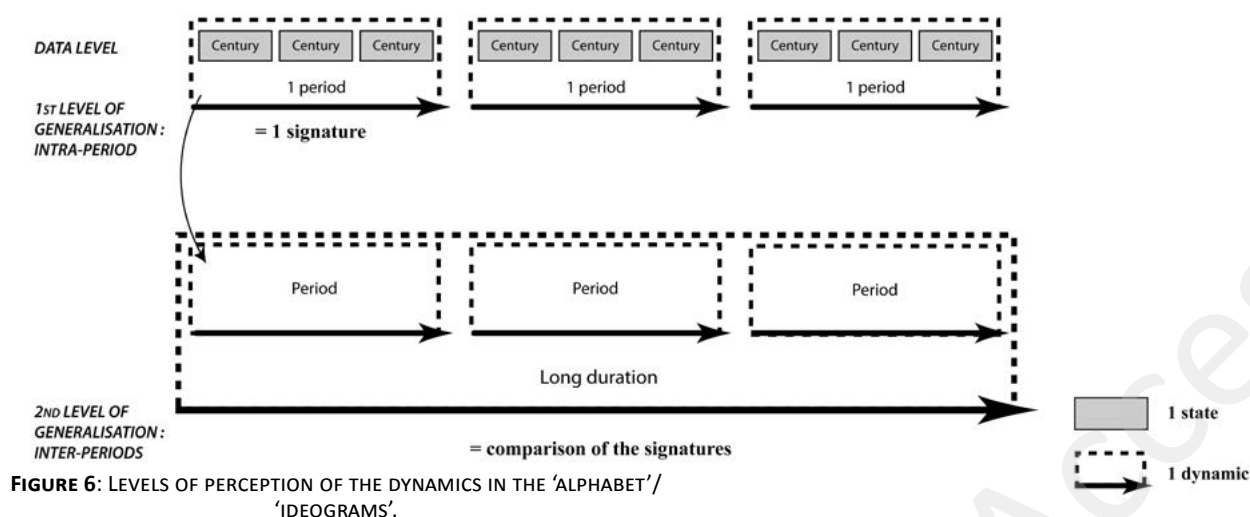 DATA LEVEL
Century Century Century Century Century Century Century Century Century
1 period 1 period 1 period
1ST LEVEL OF
GENERALISATION :
INTRA-PERIOD
= 1 signature
Period Period Period
Long duration
2ND LEVEL OF
GENERALISATION :
INTER-PERIODS
= comparison of the signatures
1 state
1 dynamic
FIGURE 6: LEVELS OF PERCEPTION OF THE DYNAMICS IN THE ‘ALPHABET’/
‘IDEOGRAMS’.